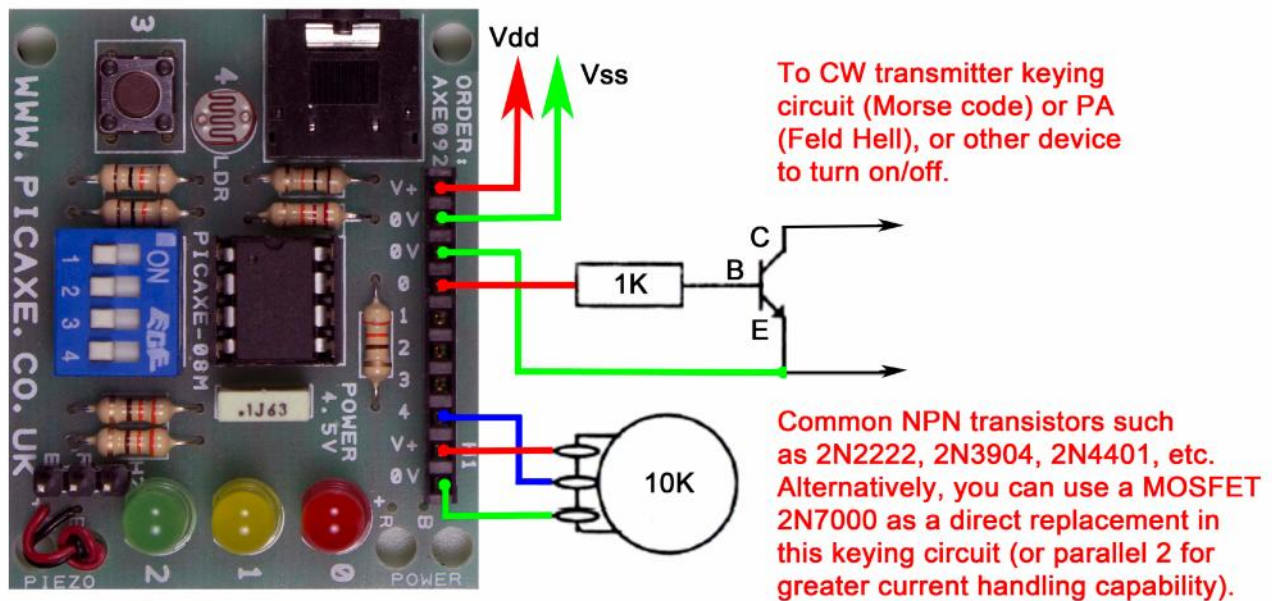 3
4
LDR
ORDER:
AXE092
WWW.PICAXE.CO.UK
PICAXE-08M
ON
1
2
3
4
ECE
.1J63
POWER
4.5V
V+
0V
0V
0
1
2
3
4
V+
0V
H1
H2
E
+
R
B
POWER
PIEZO
2
1
0
Vdd
Vss
To CW transmitter keying
circuit (Morse code) or PA
(Feld Hell), or other device
to turn on/off.
1K
B
C
E
10K
Common NPN transistors such
as 2N2222, 2N3904, 2N4401, etc.
Alternatively, you can use a MOSFET
2N7000 as a direct replacement in
this keying circuit (or parallel 2 for
greater current handling capability).